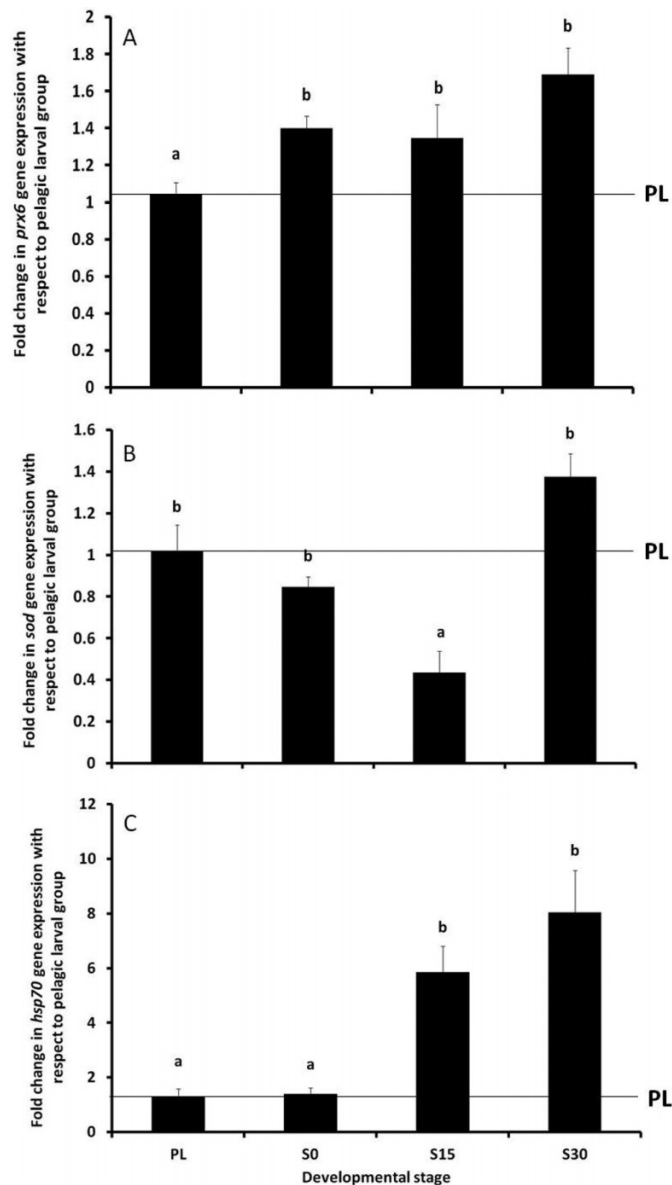 A
Fold change in prx6 gene expression with
respect to pelagic larval group
2
1.8
1.6
1.4
1.2
1
0.8
0.6
0.4
0.2
0
a
b
b
b
PL
B
Fold change in sod gene expression with
respect to pelagic larval group
1.6
1.4
1.2
1
0.8
0.6
0.4
0.2
0
b
b
a
b
PL
C
Fold change in hsp70 gene expression with
respect to pelagic larval group
12
10
8
6
4
2
0
a
a
b
b
PL
PL S0 S15 S30
Developmental stage